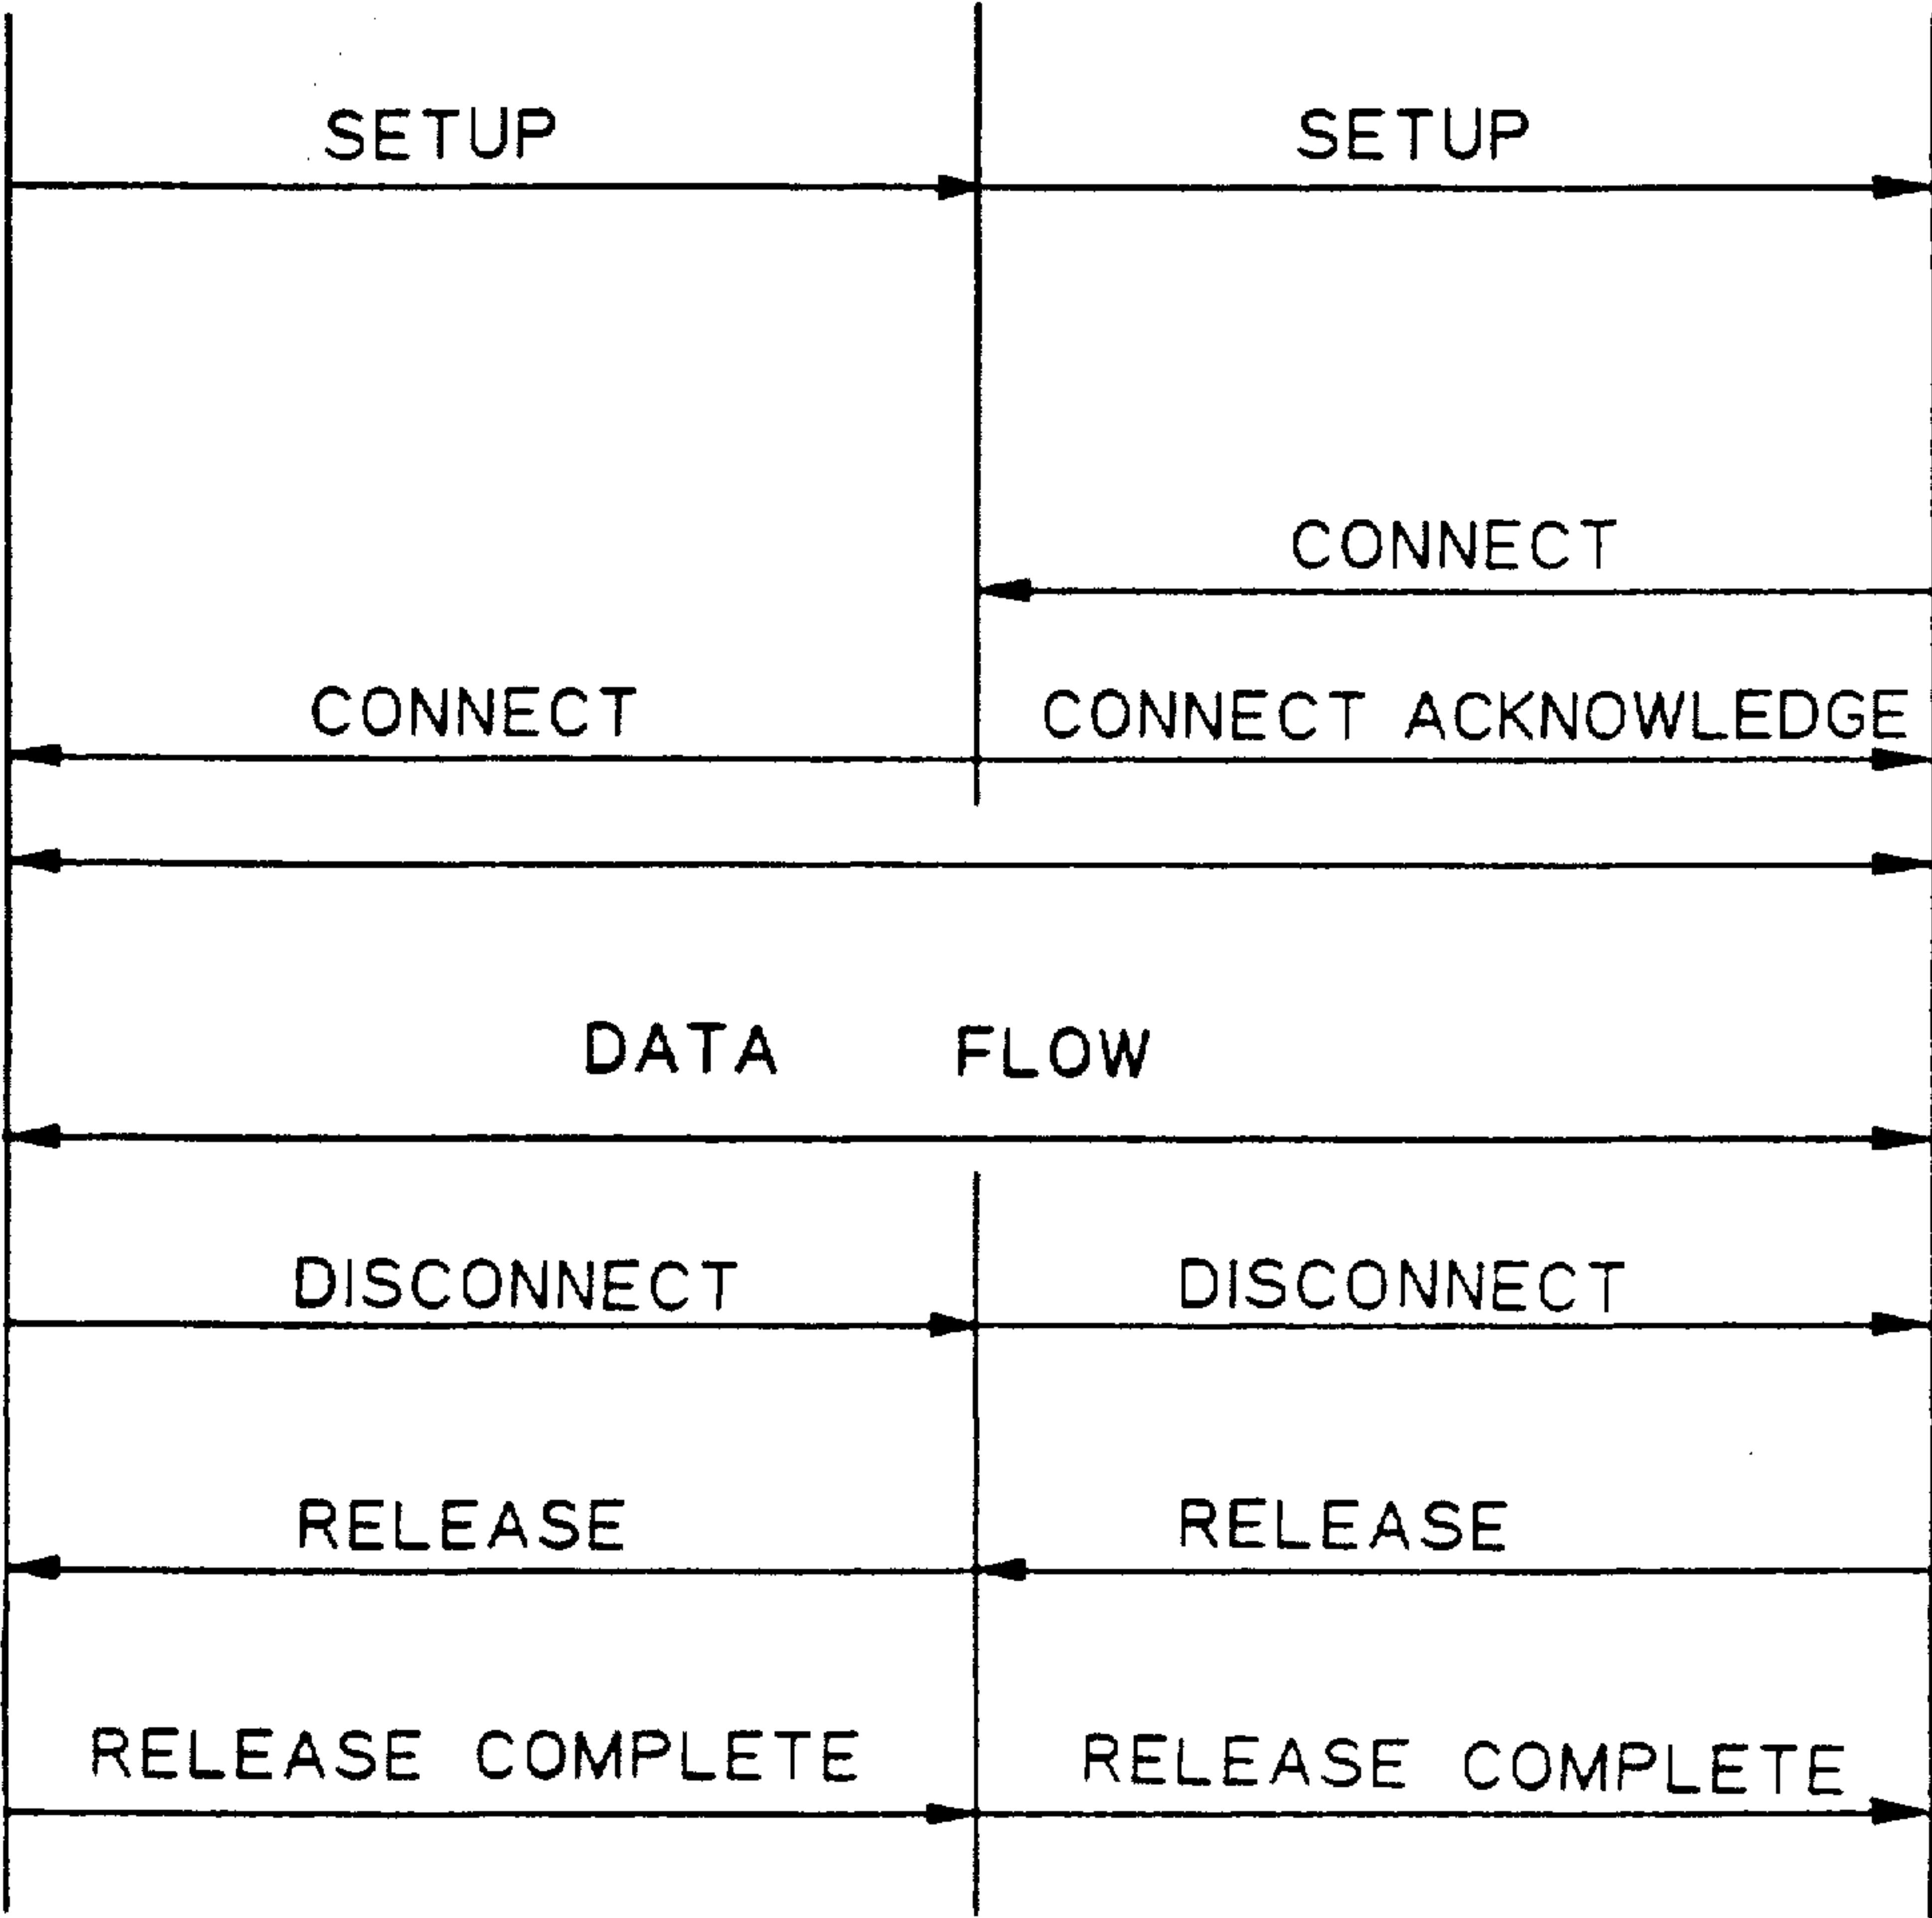 SETUP
SETUP
CONNECT
CONNECT
CONNECT ACKNOWLEDGE
DATA FLOW
DISCONNECT
DISCONNECT
RELEASE
RELEASE
RELEASE COMPLETE
RELEASE COMPLETE